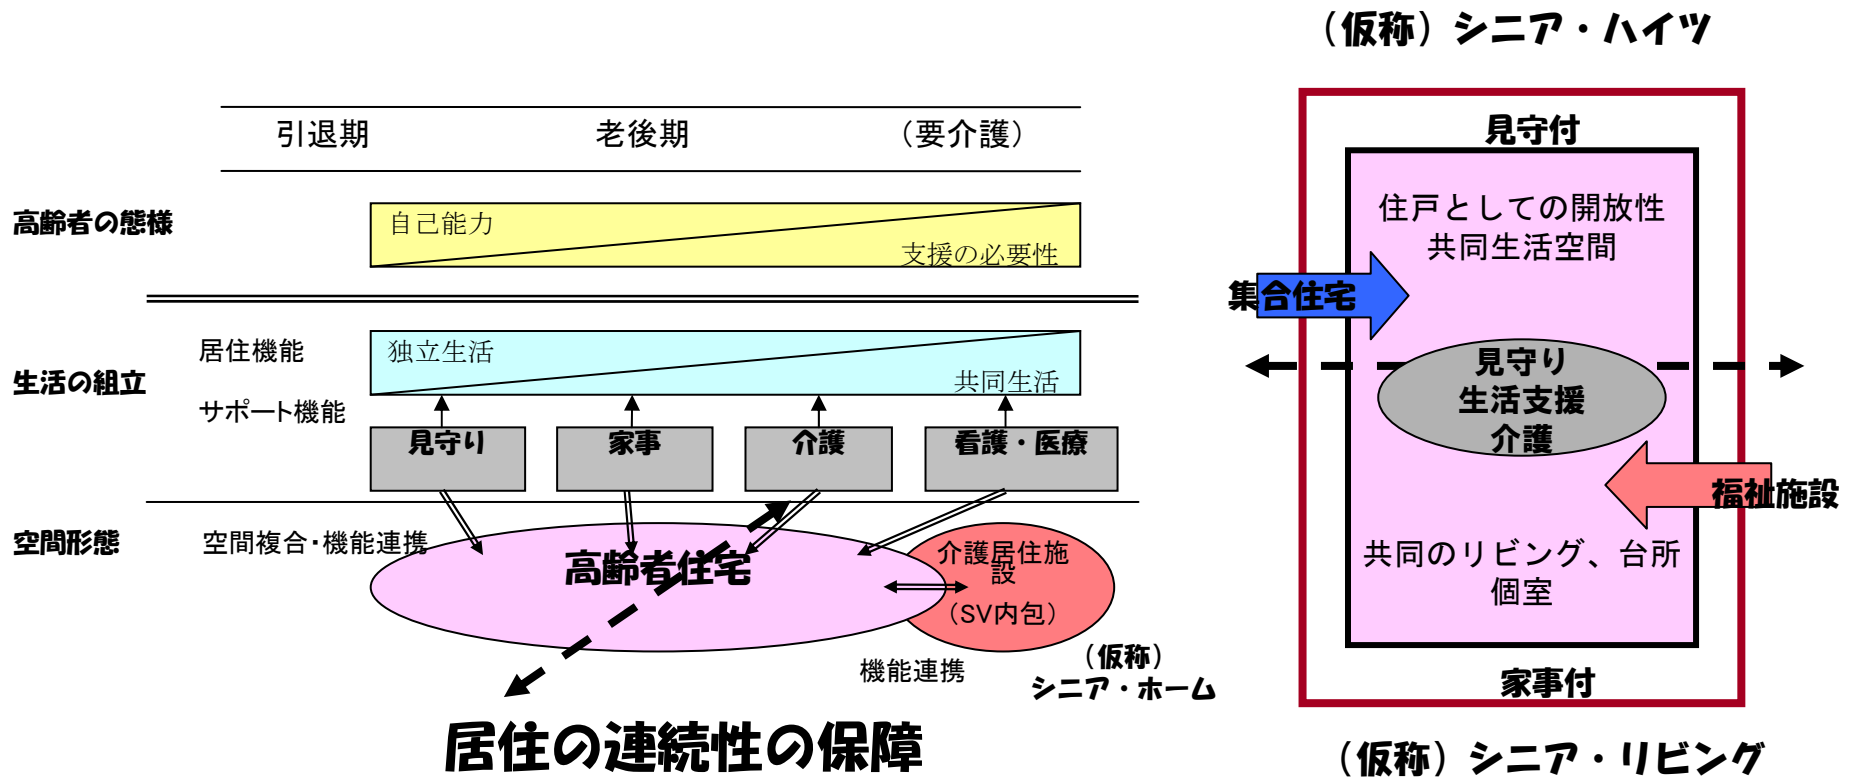 (仮称) シニア・ハイツ
引退期 老後期 (要介護)
高齢者の態様
自己能力
支援の必要性
生活の組立
居住機能
独立生活
共同生活
サポート機能
見守り 家事 介護 看護・医療
空間形態
空間複合・機能連携
高齢者住宅
介護居住施
設
(SV内包)
機能連携
(仮称)
シニア・ホーム
居住の連続性の保障
見守付
住戸としての開放性
共同生活空間
集合住宅
見守り
生活支援
介護
福祉施設
共同のリビング、台所
個室
家事付
(仮称) シニア・リビング